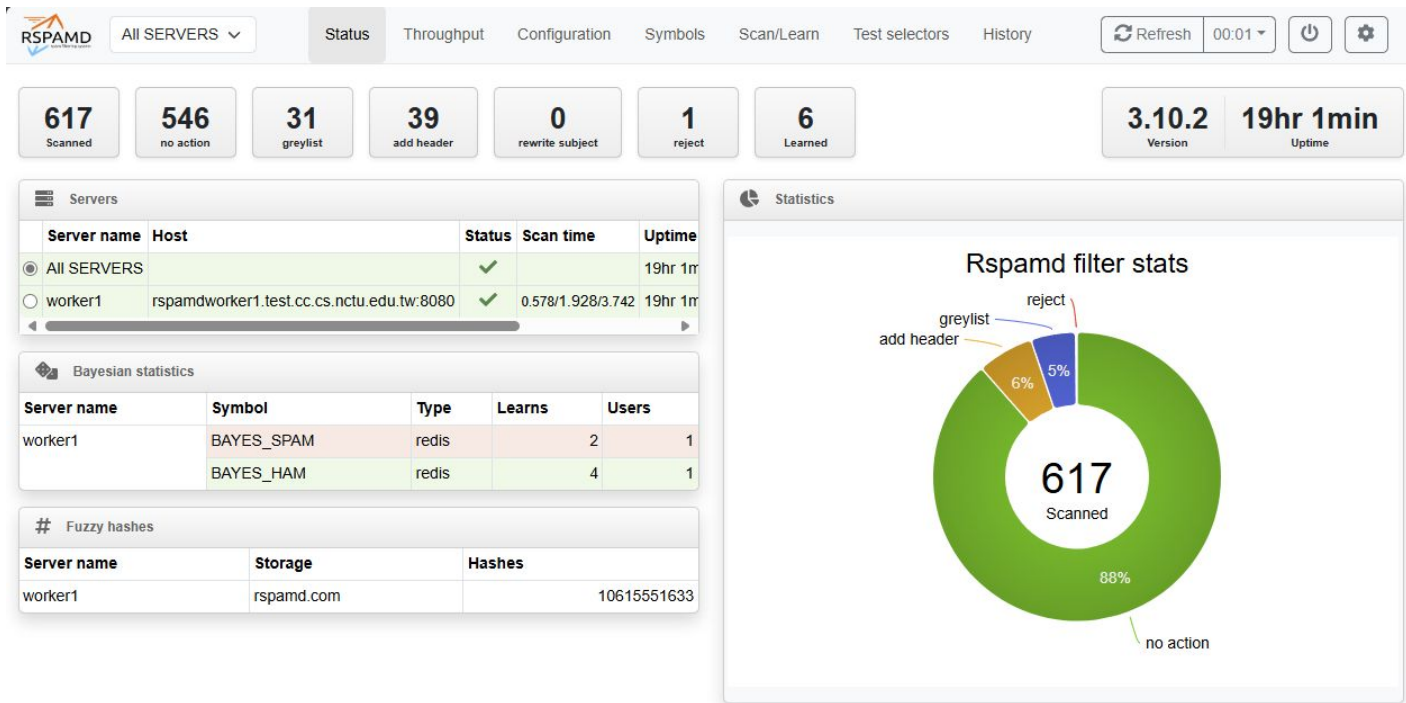 RSPAMD
All SERVERS
Status Throughput Configuration Symbols Scan/Learn Test selectors History
Refresh 00:01
617 546 31 39 0 1 6 3.10.2 19hr 1min
Scanned no action greylist add header rewrite subject reject Learned Version Uptime
Servers
Server name Host Status Scan time Uptime
All SERVERS 19hr 1m
worker1 rspamdworker1.test.cc.cs.nctu.edu.tw:8080 0.578/1.928/3.742 19hr 1m
Bayesian statistics
Server name Symbol Type Learns Users
worker1 BAYES_SPAM redis 2 1
BAYES_HAM redis 4 1
Fuzzy hashes
Server name Storage Hashes
worker1 rspamd.com 10615551633
Statistics
Rspamd filter stats
reject
greylist
add header
5%
6%
617
Scanned
88%
no action